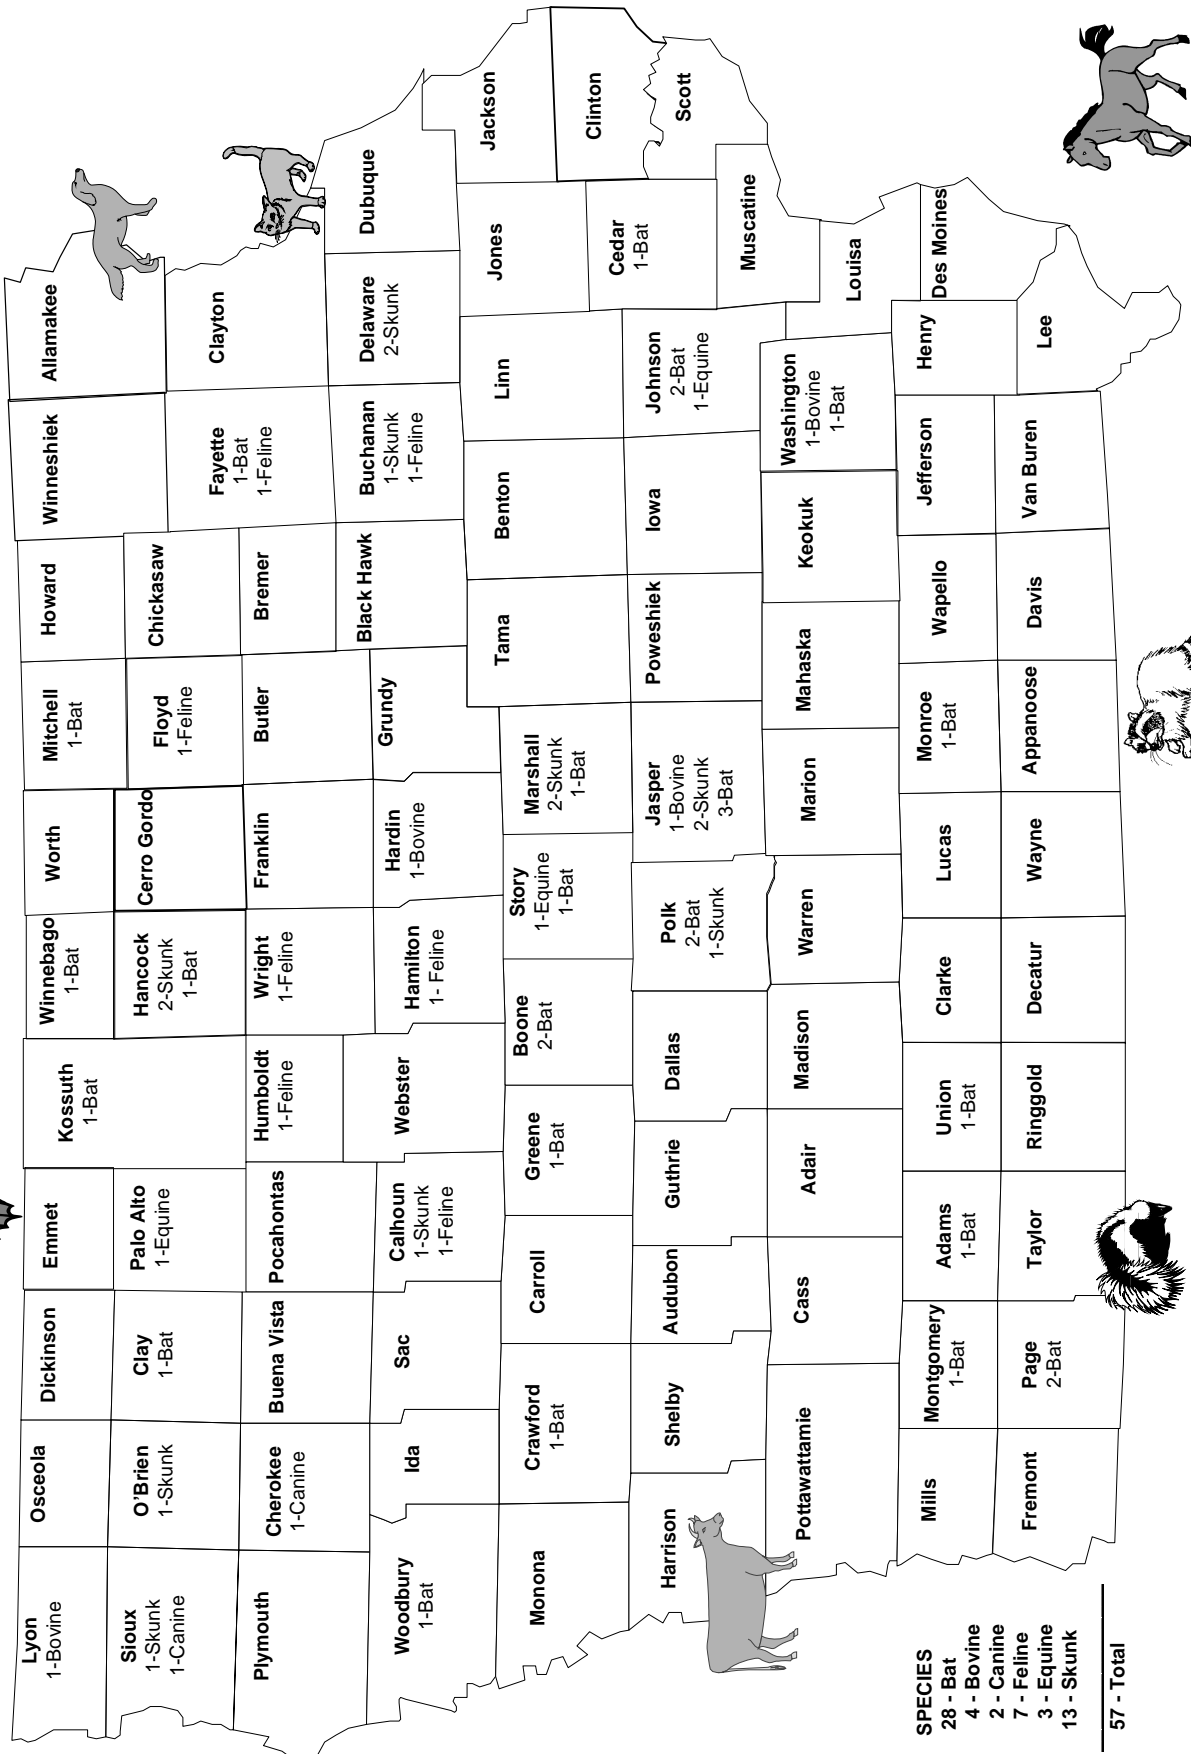 Lyon
1-Bovine
Osceola
Dickinson
Emmet
Kossuth
1-Bat
Winnebago
1-Bat
Worth
Mitchell
1-Bat
Howard
Winneshiek
Allamakee
Sioux
1-Skunk
1-Canine
O'Brien
1-Skunk
Clay
1-Bat
Palo Alto
1-Equine
Hancock
2-Skunk
1-Bat
Cerro Gordo
Floyd
1-Feline
Chickasaw
Fayette
1-Bat
1-Feline
Clayton
Plymouth
Cherokee
1-Canine
Buena Vista
Pocahontas
Humboldt
1-Feline
Wright
1-Feline
Franklin
Butler
Bremer
Woodbury
1-Bat
Ida
Sac
Calhoun
1-Skunk
1-Feline
Webster
Hamilton
1- Feline
Hardin
1-Bovine
Grundy
Black Hawk
Buchanan
1-Skunk
1-Feline
Delaware
2-Skunk
Dubuque
Monona
Crawford
1-Bat
Carroll
Greene
1-Bat
Boone
2-Bat
Story
1-Equine
1-Bat
Marshall
2-Skunk
1-Bat
Tama
Benton
Linn
Jones
Jackson
Clinton
Harrison
Shelby
Audubon
Guthrie
Dallas
Polk
2-Bat
1-Skunk
Jasper
1-Bovine
2-Skunk
3-Bat
Poweshiek
Iowa
Johnson
2-Bat
1-Equine
Cedar
1-Bat
Scott
Muscatine
Pottawattamie
Cass
Adair
Madison
Warren
Marion
Mahaska
Keokuk
Washington
1-Bovine
1-Bat
Louisa
Mills
Montgomery
1-Bat
Adams
1-Bat
Union
1-Bat
Clarke
Lucas
Monroe
1-Bat
Wapello
Jefferson
Henry
Des Moines
Fremont
Page
2-Bat
Taylor
Ringgold
Decatur
Wayne
Appanoose
Davis
Van Buren
Lee
SPECIES
28 - Bat
4 - Bovine
2 - Canine
7 - Feline
3 - Equine
13 - Skunk
57 - Total